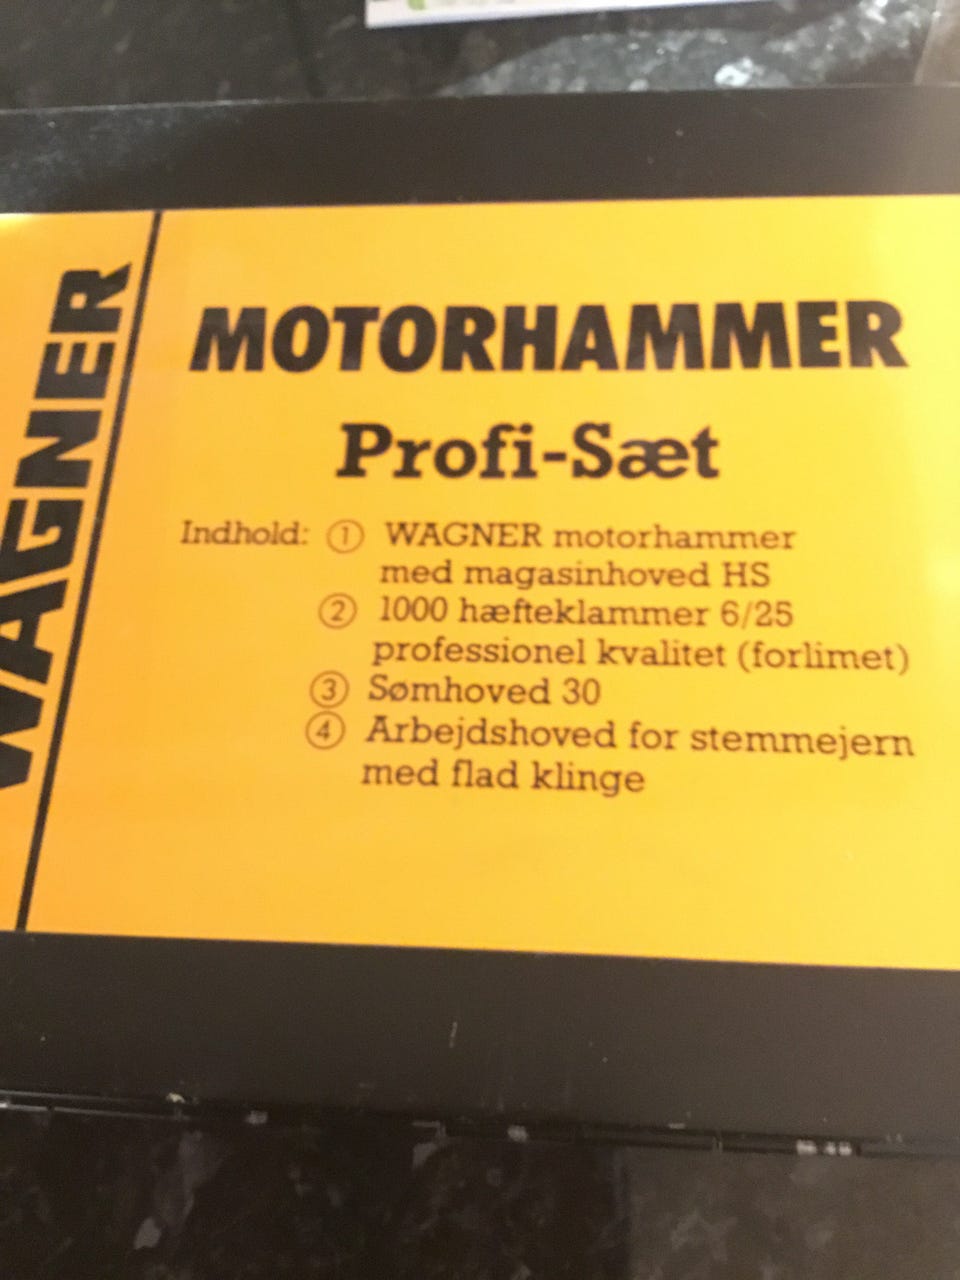 WAGNER
MOTORHAMMER
Profi-Sæt
Indhold: ① WAGNER motorhammer
med magasinhoved HS
② 1000 hæfteklammer 6/25
professionel kvalitet (forlimet)
③ Sømhoved 30
④ Arbejdshoved for stemmejern
med flad klinge